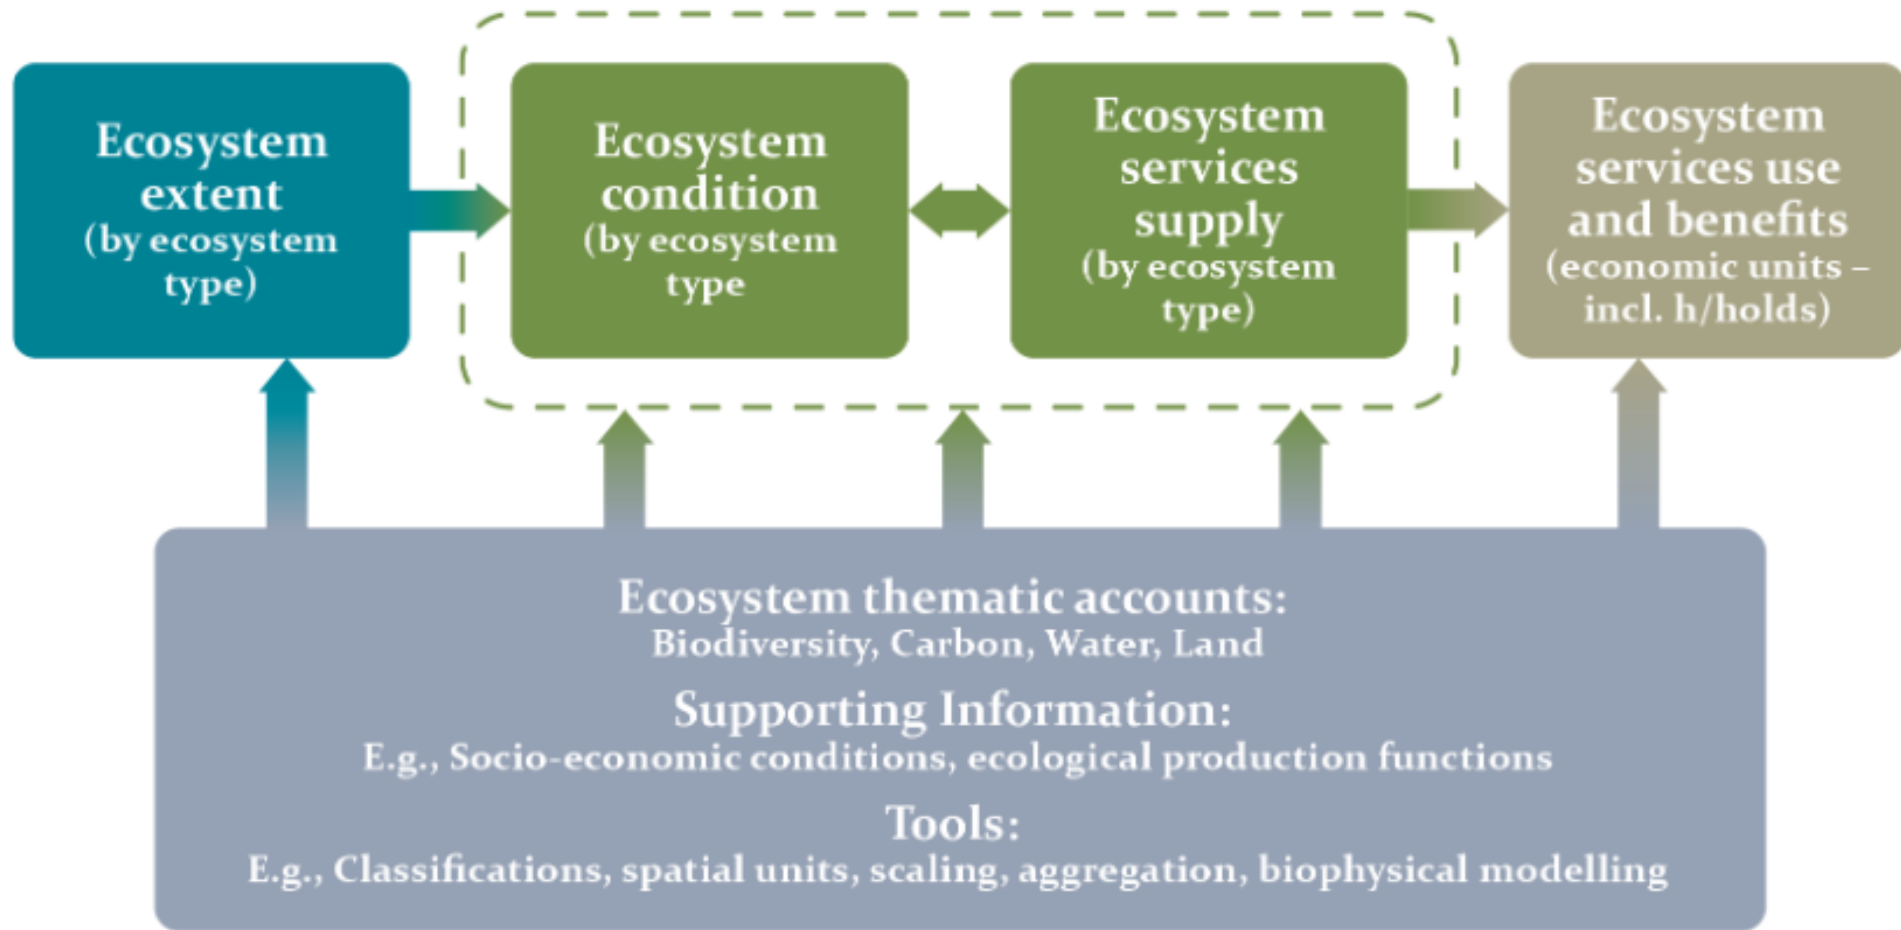 Ecosystem
extent
(by ecosystem
type)
Ecosystem
condition
(by ecosystem
type
Ecosystem
services
supply
(by ecosystem
type)
Ecosystem
services use
and benefits
(economic units –
incl. h/holds)
Ecosystem thematic accounts:
Biodiversity, Carbon, Water, Land
Supporting Information:
E.g., Socio-economic conditions, ecological production functions
Tools:
E.g., Classifications, spatial units, scaling, aggregation, biophysical modelling